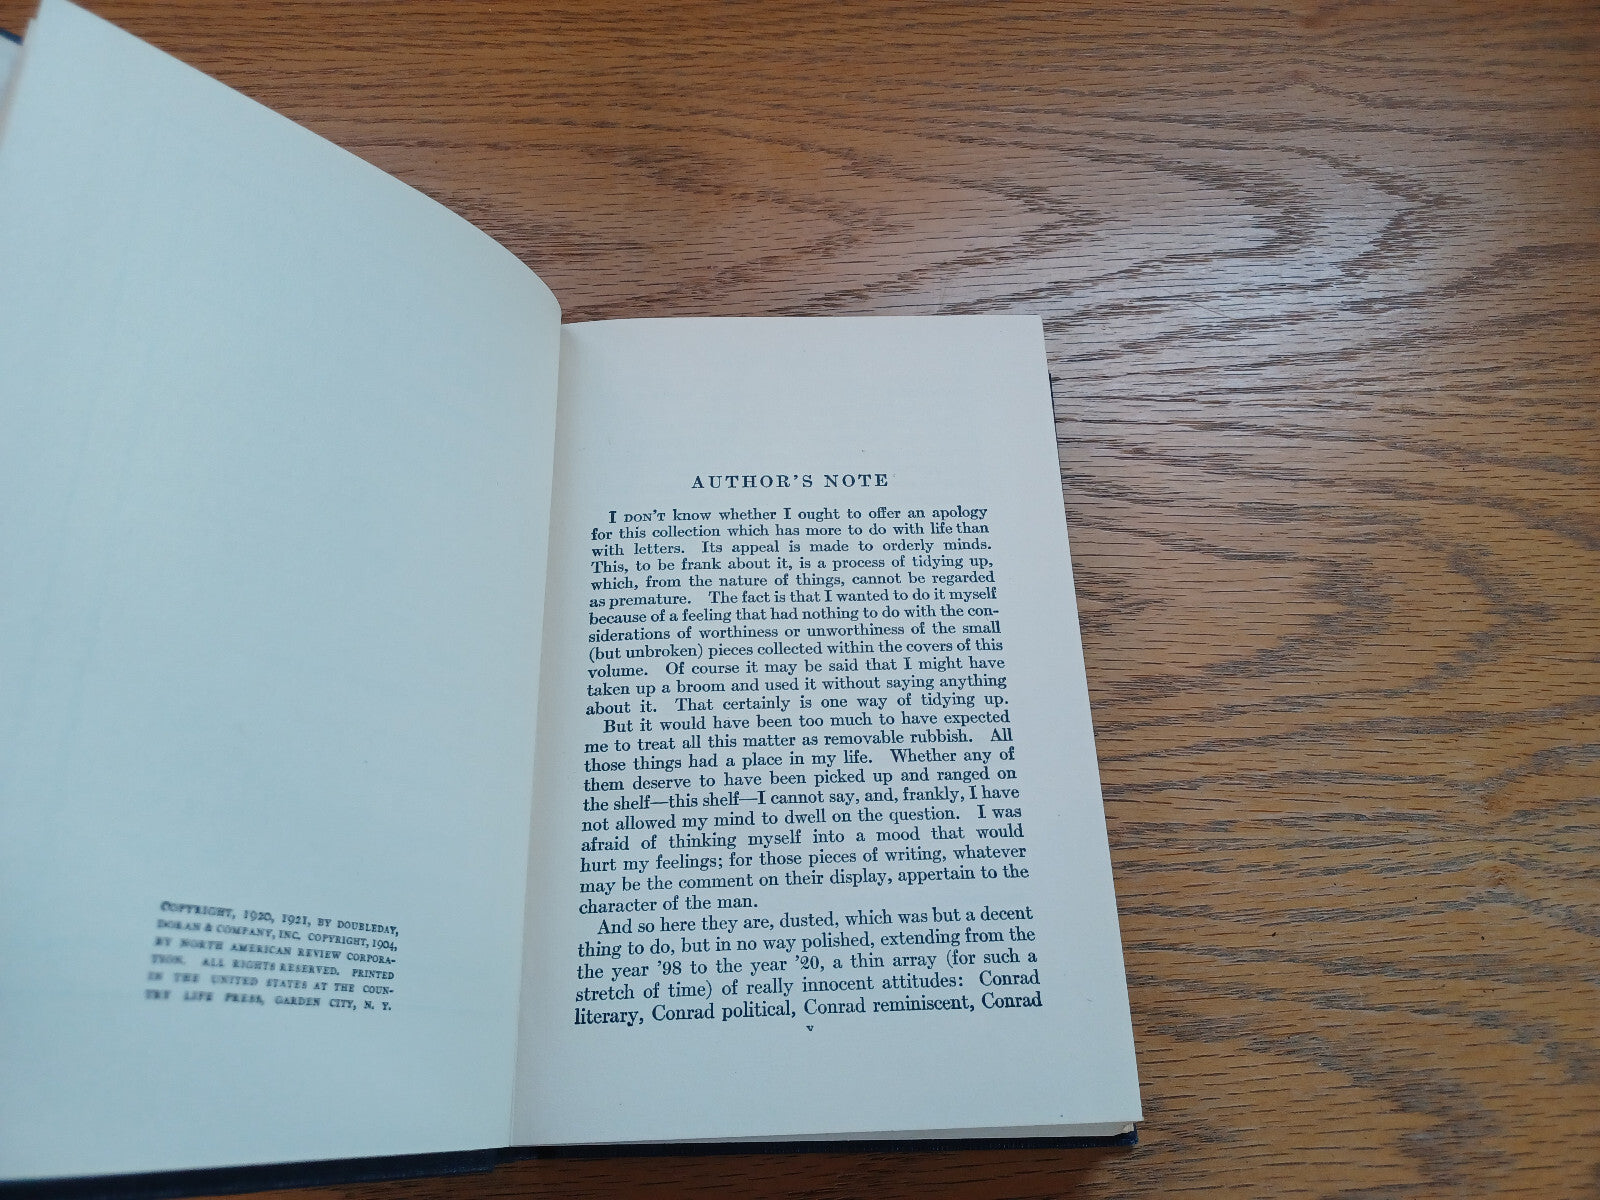 COPYRIGHT, 1920, 1921, BY DOUBLEDAY,
DORAN & COMPANY, INC. COPYRIGHT, 1904,
BY NORTH AMERICAN REVIEW CORPORA-
TION. ALL RIGHTS RESERVED. PRINTED
IN THE UNITED STATES AT THE COUN-
TRY LIFE PRESS, GARDEN CITY, N. Y.
AUTHOR'S NOTE
I DON'T know whether I ought to offer an apology
for this collection which has more to do with life than
with letters. Its appeal is made to orderly minds.
This, to be frank about it, is a process of tidying up,
which, from the nature of things, cannot be regarded
as premature. The fact is that I wanted to do it myself
because of a feeling that had nothing to do with the con-
siderations of worthiness or unworthiness of the small
(but unbroken) pieces collected within the covers of this
volume. Of course it may be said that I might have
taken up a broom and used it without saying anything
about it. That certainly is one way of tidying up.
But it would have been too much to have expected
me to treat all this matter as removable rubbish. All
those things had a place in my life. Whether any of
them deserve to have been picked up and ranged on
the shelf—this shelf—I cannot say, and, frankly, I have
not allowed my mind to dwell on the question. I was
afraid of thinking myself into a mood that would
hurt my feelings; for those pieces of writing, whatever
may be the comment on their display, appertain to the
character of the man.
And so here they are, dusted, which was but a decent
thing to do, but in no way polished, extending from the
the year '98 to the year '20, a thin array (for such a
stretch of time) of really innocent attitudes: Conrad
literary, Conrad political, Conrad reminiscent, Conrad
v